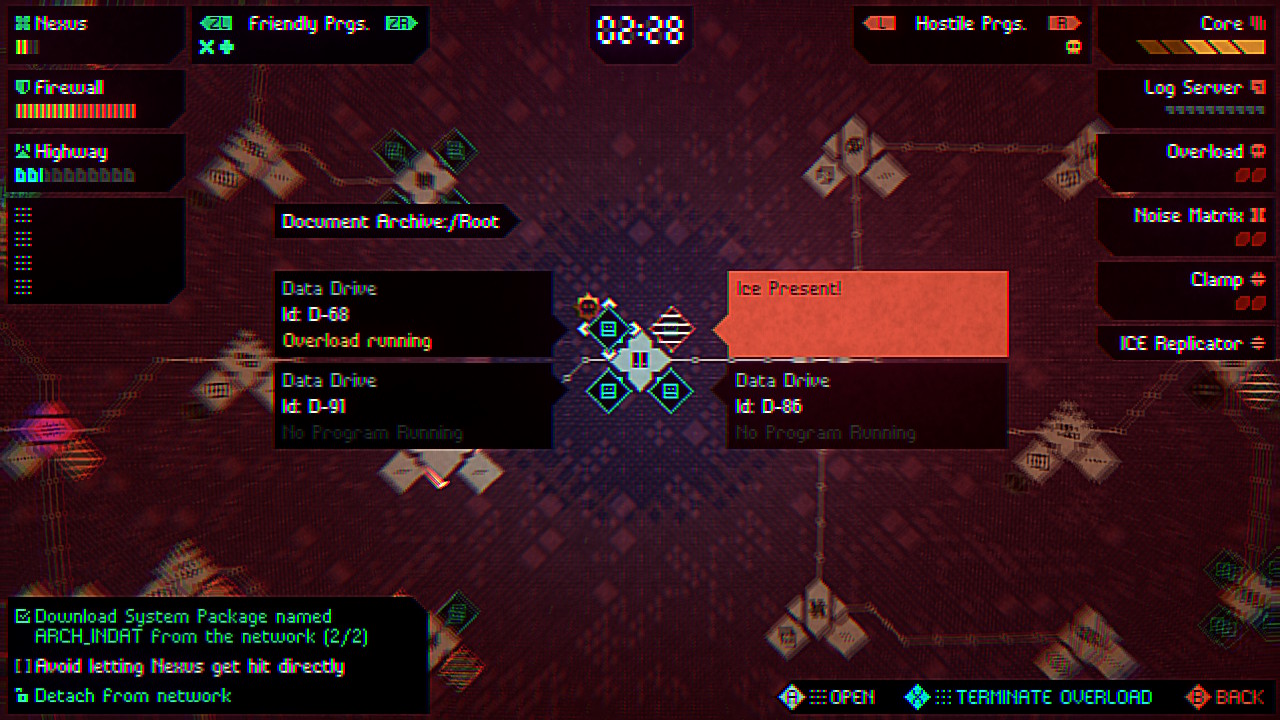 Nexus
ZL Friendly Prgs. ZR
02:28
L Hostile Prgs. R
Core
Firewall
Log Server
Highway
Overload
Document Archive:/Root
Noise Matrix
Data Drive
Id: D-68
Overload running
Ice Present!
Clamp
ICE Replicator
Data Drive
Id: D-91
No Program Running
Data Drive
Id: D-86
No Program Running
Download System Package named
ARCH_INDAT from the network (2/2)
[ ] Avoid letting Nexus get hit directly
Detach from network
A OPEN
X TERMINATE OVERLOAD
B BACK